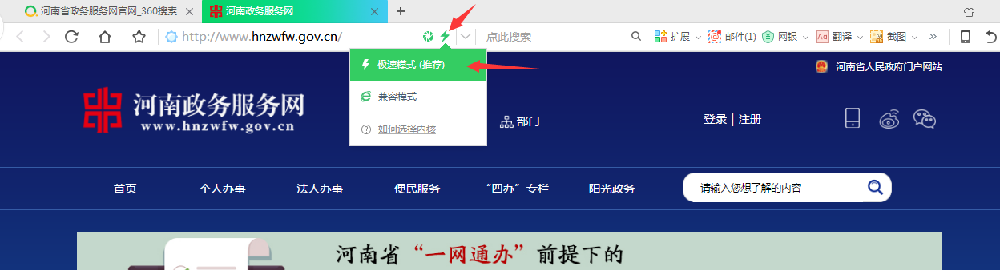 河南省政务服务网官网_360搜索
河南政务服务网
http://www.hnzwfw.gov.cn/
点此搜索
扩展
邮件(1)
网银
Aa 翻译
截图
极速模式 (推荐)
兼容模式
如何选择内核
河南省人民政府门户网站
河南政务服务网
www.hnzwfw.gov.cn
部门
登录 | 注册
首页
个人办事
法人办事
便民服务
“四办”专栏
阳光政务
请输入您想了解的内容
河南省“一网通办”前提下的